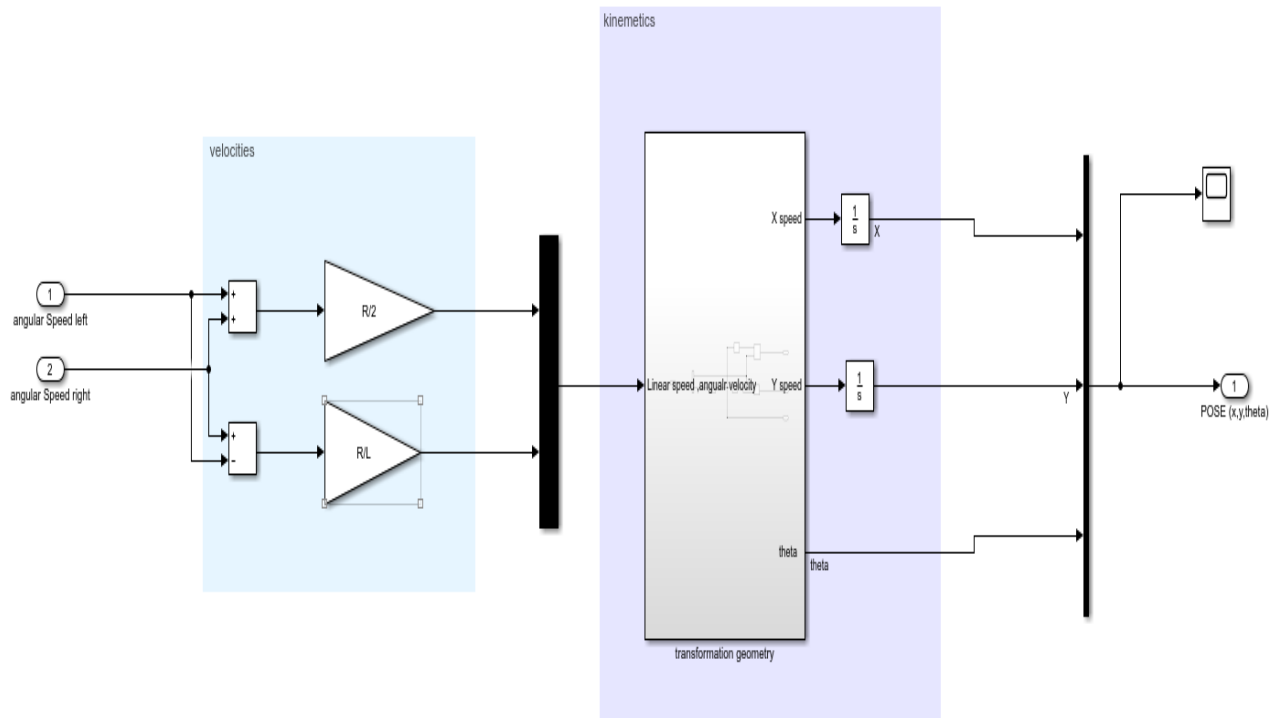 kinemetics
velocities
1
angular Speed left
2
angular Speed right
+
+
R/2
+
−
R/L
Linear speed ,angualr velocity
X speed
Y speed
theta
transformation geometry
1
s
X
1
s
Y
theta
1
POSE (x,y,theta)